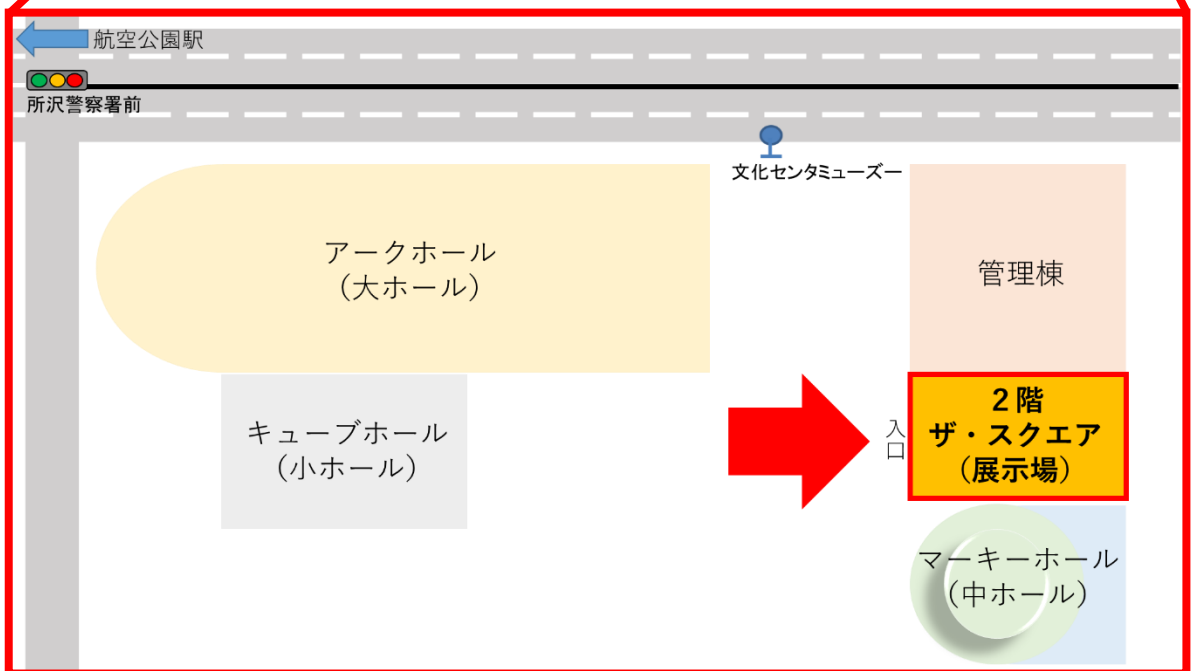 航空公園駅
所沢警察署前
文化センタミューズー
アークホール
(大ホール)
管理棟
キューブホール
(小ホール)
入口
２階
ザ・スクエア
(展示場)
マーキーホール
(中ホール)